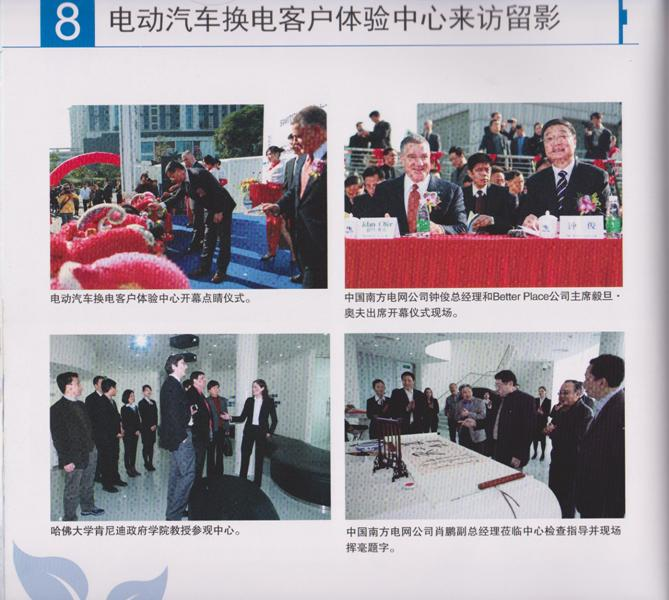 8 电动汽车换电客户体验中心来访留影
Idan Ofer
钟俊
电动汽车换电客户体验中心开幕点睛仪式。
中国南方电网公司钟俊总经理和Better Place公司主席毅旦·
奥夫出席开幕仪式现场。
哈佛大学肯尼迪政府学院教授参观中心。
中国南方电网公司肖鹏副总经理莅临中心检查指导并现场
挥毫题字。